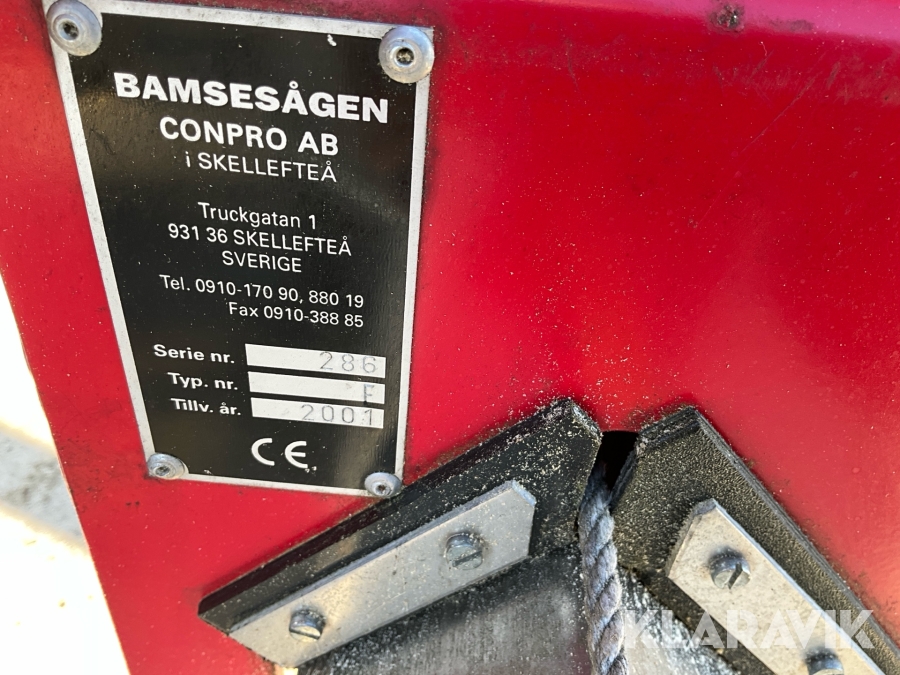 BAMSESÅGEN
CONPRO AB
i SKELLEFTEÅ
Truckgatan 1
931 36 SKELLEFTEÅ
SVERIGE
Tel. 0910-170 90, 880 19
Fax 0910-388 85
Serie nr. 286
Typ. nr. F
Tillv. år. 2001
CE
KLARAVIK